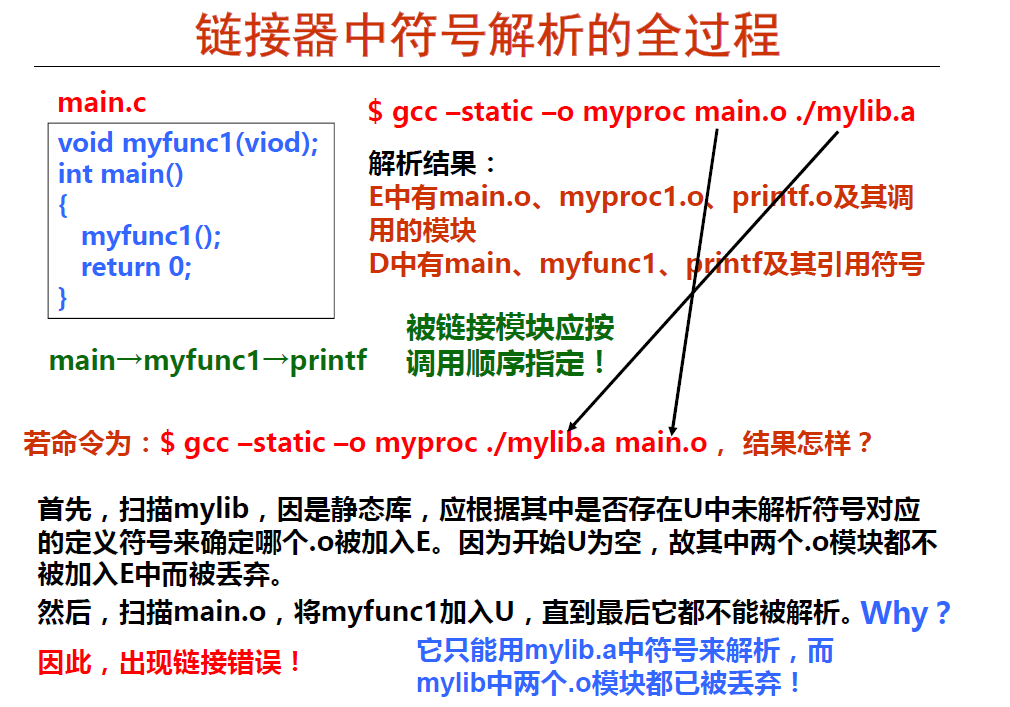 链接器中符号解析的全过程
main.c
void myfunc1(viod);
int main()
{
myfunc1();
return 0;
}
$ gcc –static –o myproc main.o ./mylib.a
解析结果：
E中有main.o、myproc1.o、printf.o及其调
用的模块
D中有main、myfunc1、printf及其引用符号
被链接模块应按
调用顺序指定！
main→myfunc1→printf
若命令为：$ gcc –static –o myproc ./mylib.a main.o， 结果怎样？
首先，扫描mylib，因是静态库，应根据其中是否存在U中未解析符号对应
的定义符号来确定哪个.o被加入E。因为开始U为空，故其中两个.o模块都不
被加入E中而被丢弃。
然后，扫描main.o，将myfunc1加入U，直到最后它都不能被解析。Why？
因此，出现链接错误！
它只能用mylib.a中符号来解析，而
mylib中两个.o模块都已被丢弃！